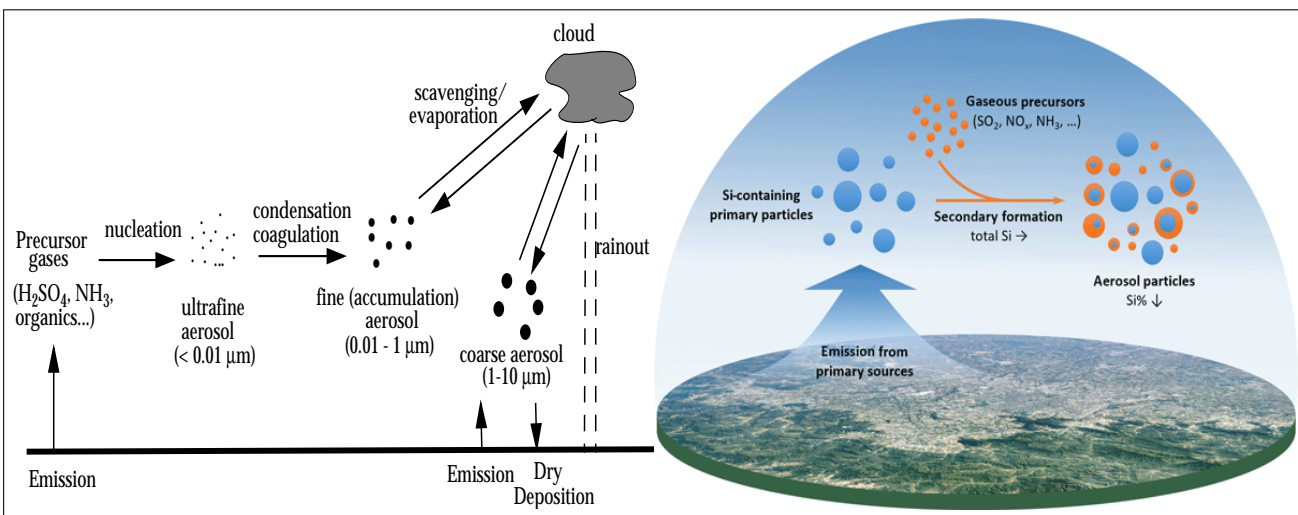 cloud
scavenging/
evaporation
Precursor
gases
(H₂SO₄, NH₃,
organics...)
nucleation
ultrafine
aerosol
(< 0.01 µm)
condensation
coagulation
fine (accumulation)
aerosol
(0.01 - 1 µm)
coarse aerosol
(1-10 µm)
rainout
Emission
Emission
Dry
Deposition
Gaseous precursors
(SO₂, NOₓ, NH₃, ...)
Si-containing
primary particles
Secondary formation
total Si →
Aerosol particles
Si% ↓
Emission from
primary sources